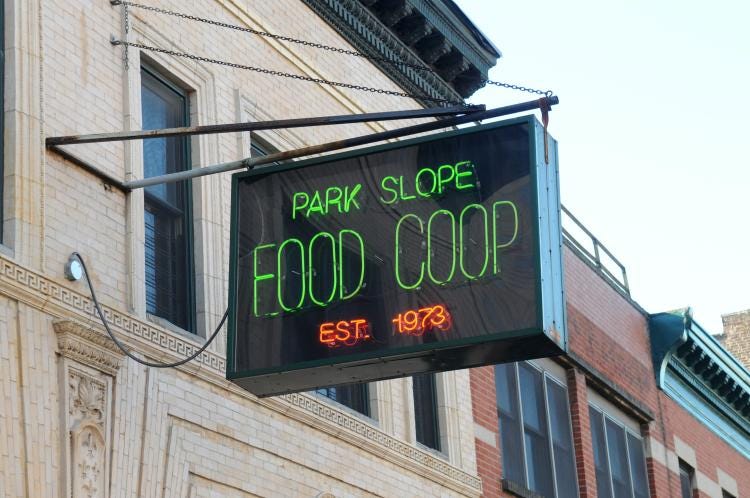 PARK SLOPE
FOOD COOP
EST. 1973